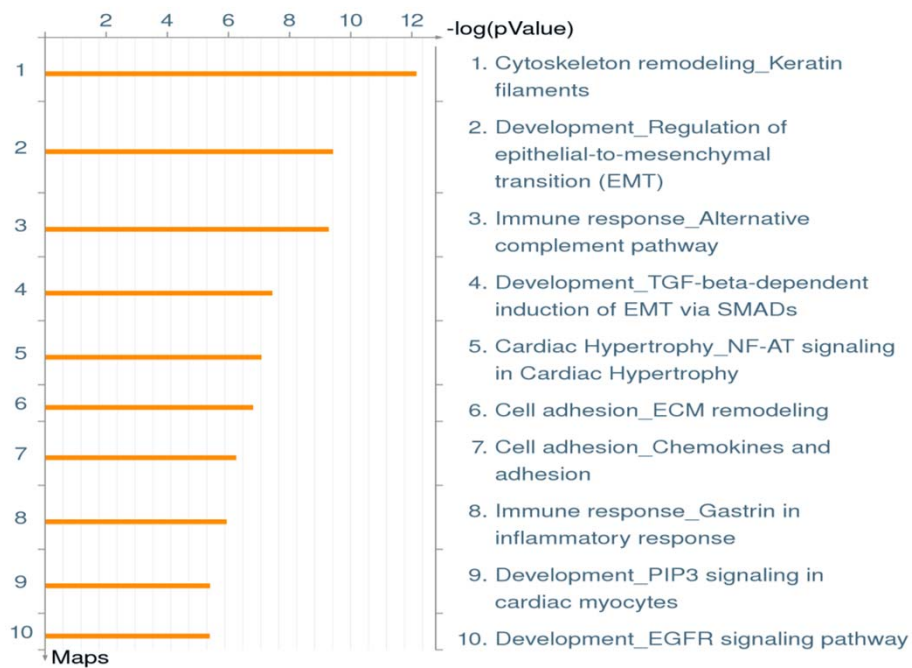 2 4 6 8 10 12
-log(pValue)
1
1. Cytoskeleton remodeling_Keratin
filaments
2
2. Development_Regulation of
epithelial-to-mesenchymal
transition (EMT)
3
3. Immune response_Alternative
complement pathway
4
4. Development_TGF-beta-dependent
induction of EMT via SMADs
5
5. Cardiac Hypertrophy_NF-AT signaling
in Cardiac Hypertrophy
6
6. Cell adhesion_ECM remodeling
7
7. Cell adhesion_Chemokines and
adhesion
8
8. Immune response_Gastrin in
inflammatory response
9
9. Development_PIP3 signaling in
cardiac myocytes
10
10. Development_EGFR signaling pathway
Maps